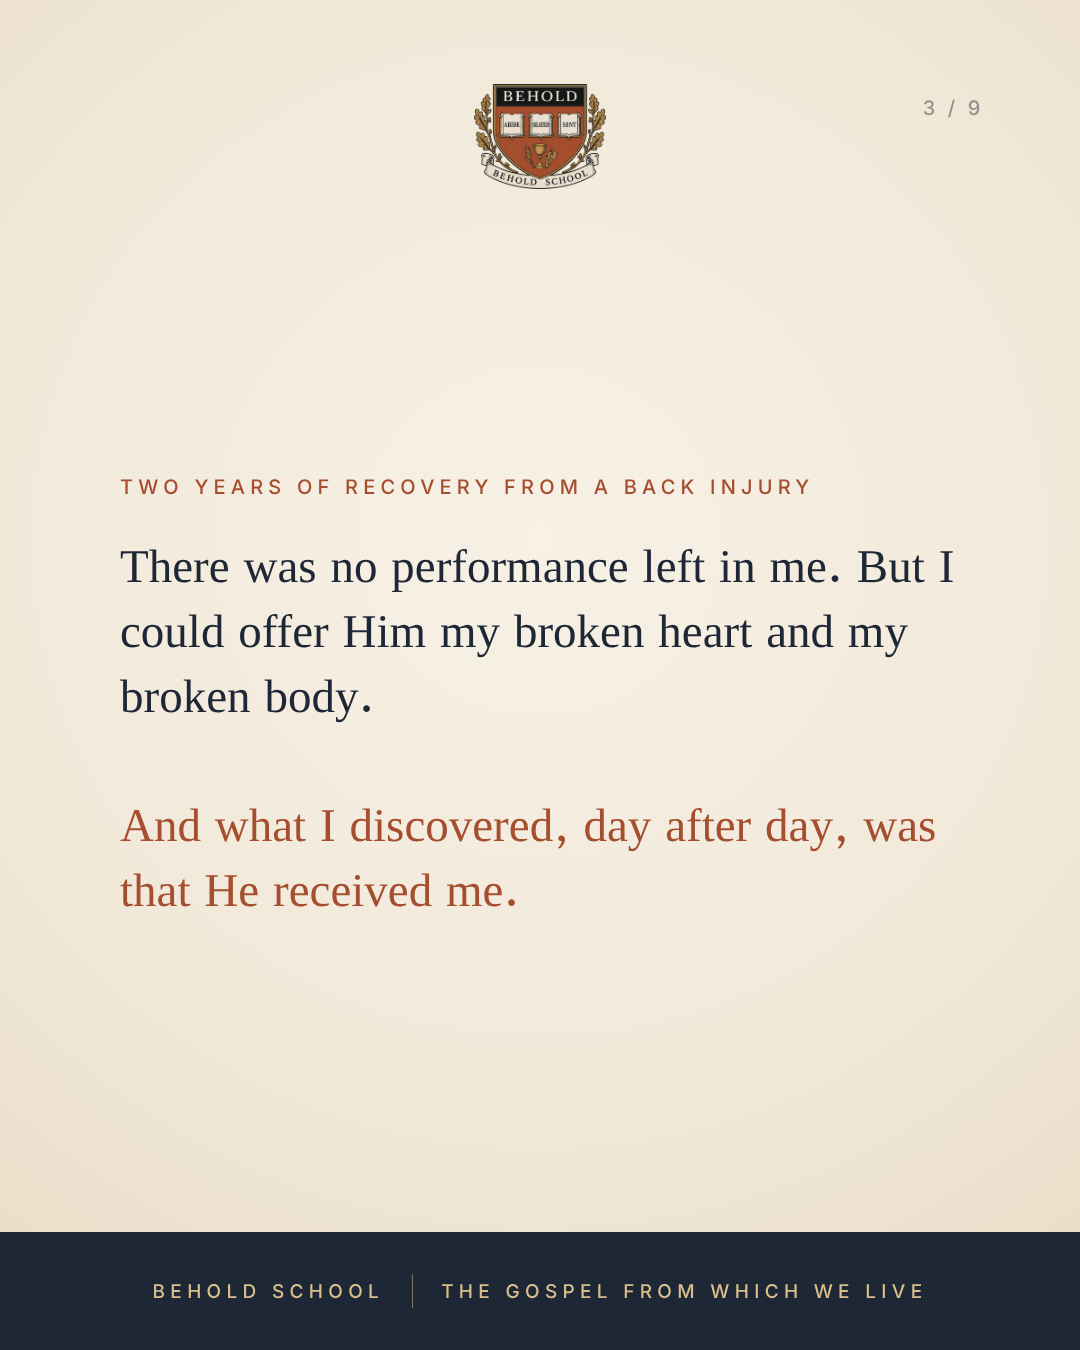 BEHOLD
ABIDE
SENT
BEHOLD SCHOOL
3 / 9
TWO YEARS OF RECOVERY FROM A BACK INJURY
There was no performance left in me. But I
could offer Him my broken heart and my
broken body.
And what I discovered, day after day, was
that He received me.
BEHOLD SCHOOL
THE GOSPEL FROM WHICH WE LIVE